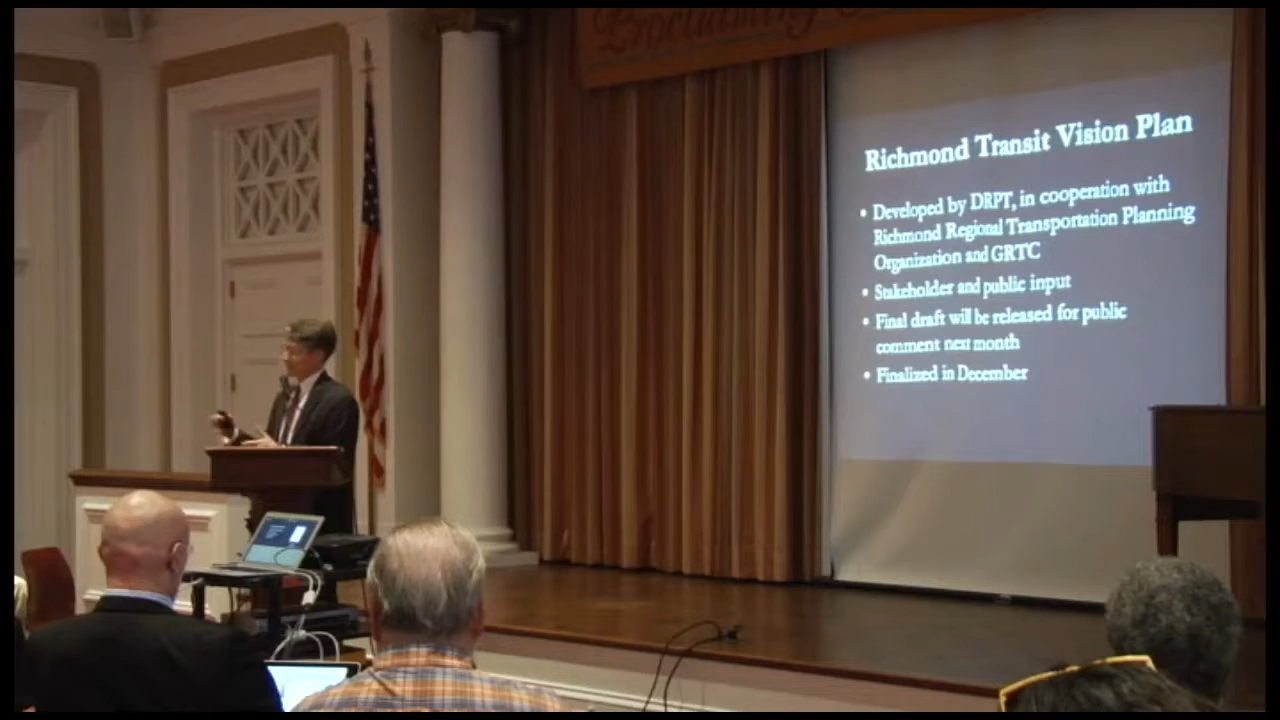 Proclaiming
Richmond Transit Vision Plan
• Developed by DRPT, in cooperation with
Richmond Regional Transportation Planning
Organization and GRTC
• Stakeholder and public input
• Final draft will be released for public
comment next month
• Finalized in December